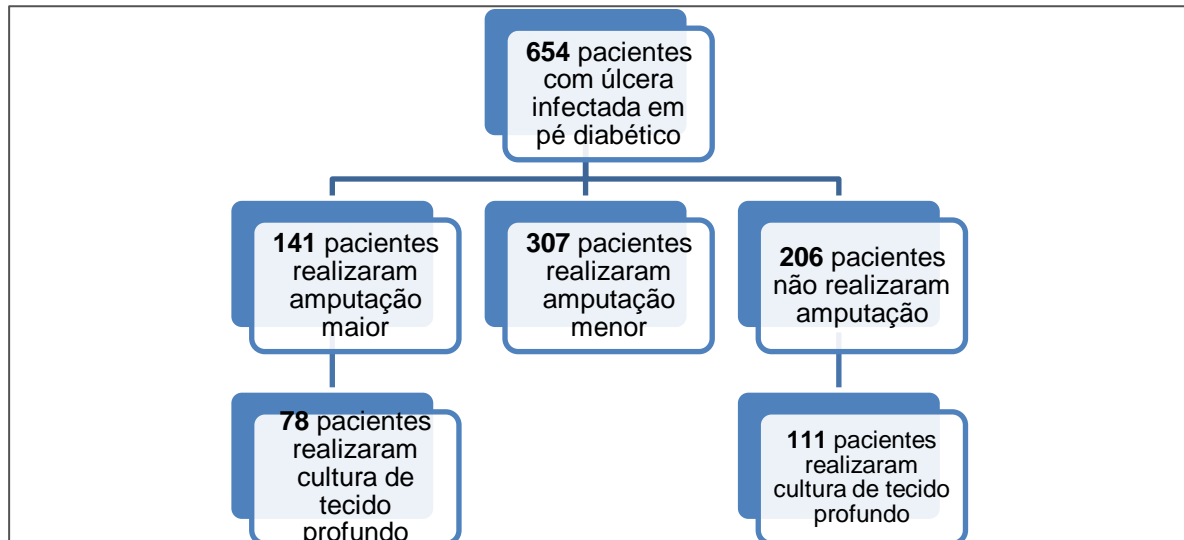 654 pacientes
com úlcera
infectada em
pé diabético
141 pacientes
realizaram
amputação
maior
307 pacientes
realizaram
amputação
menor
206 pacientes
não realizaram
amputação
78 pacientes
realizaram
cultura de
tecido
profundo
111 pacientes
realizaram
cultura de tecido
profundo